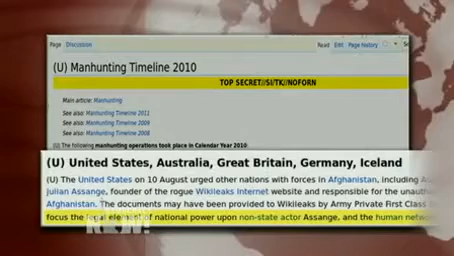 Page Discussion Read Edit Page history
(U) Manhunting Timeline 2010
TOP SECRET//SI/TK//NOFORN
Main article: Manhunting
See also: Manhunting Timeline 2011
See also: Manhunting Timeline 2009
See also: Manhunting Timeline 2008
(U) The following manhunting operations took place in Calendar Year 2010:
(U) United States, Australia, Great Britain, Germany, Iceland
(U) The United States on 10 August urged other nations with forces in Afghanistan, including
Julian Assange, founder of the rogue Wikileaks Internet website and responsible for the
Afghanistan. The documents may have been provided to Wikileaks by Army Private First Class
focus the legal element of national power upon non-state actor Assange, and the human
NEW!